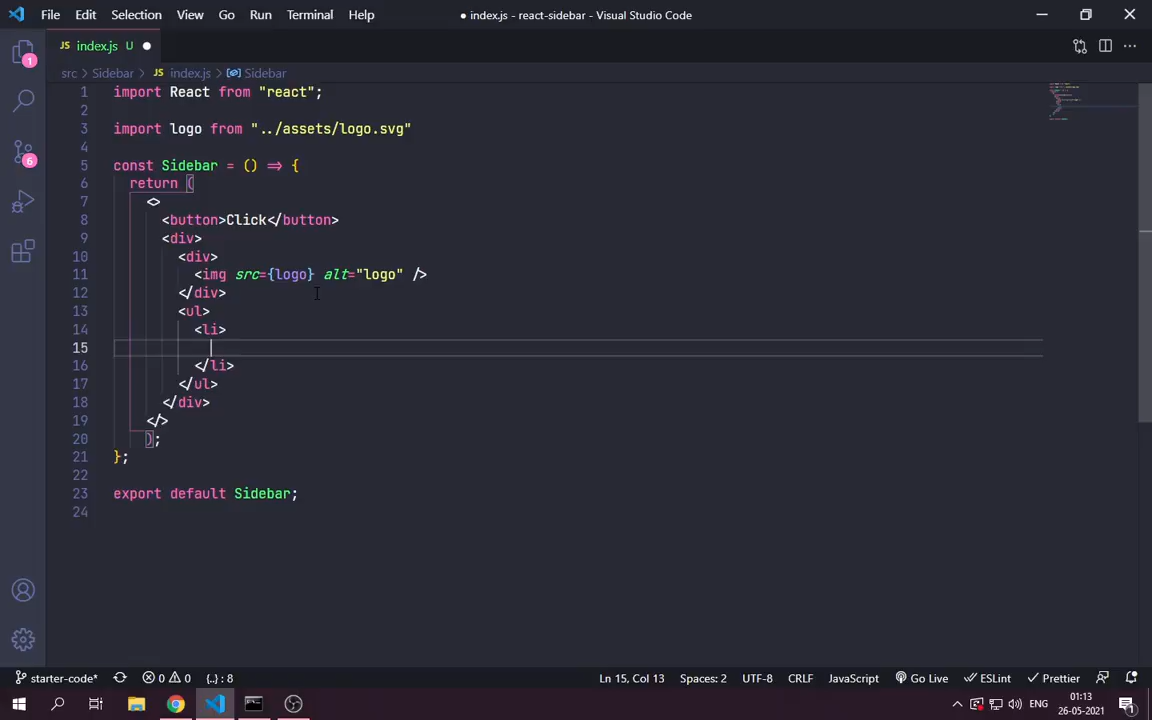 File Edit Selection View Go Run Terminal Help ● index.js - react-sidebar - Visual Studio Code
JS index.js U
src > Sidebar > JS index.js > Sidebar
1 import React from "react";
2
3 import logo from "../assets/logo.svg"
4
5 const Sidebar = () => {
6 return (
7 <>
8 <button>Click</button>
9 <div>
10 <div>
11 <img src={logo} alt="logo" />
12 </div>
13 <ul>
14 <li>
15
16 </li>
17 </ul>
18 </div>
19 </>
20 );
21 };
22
23 export default Sidebar;
24
1
6
starter-code* 0 0 {..} : 8 Ln 15, Col 13 Spaces: 2 UTF-8 CRLF JavaScript Go Live ESLint Prettier
ENG 01:13
26-05-2021
1